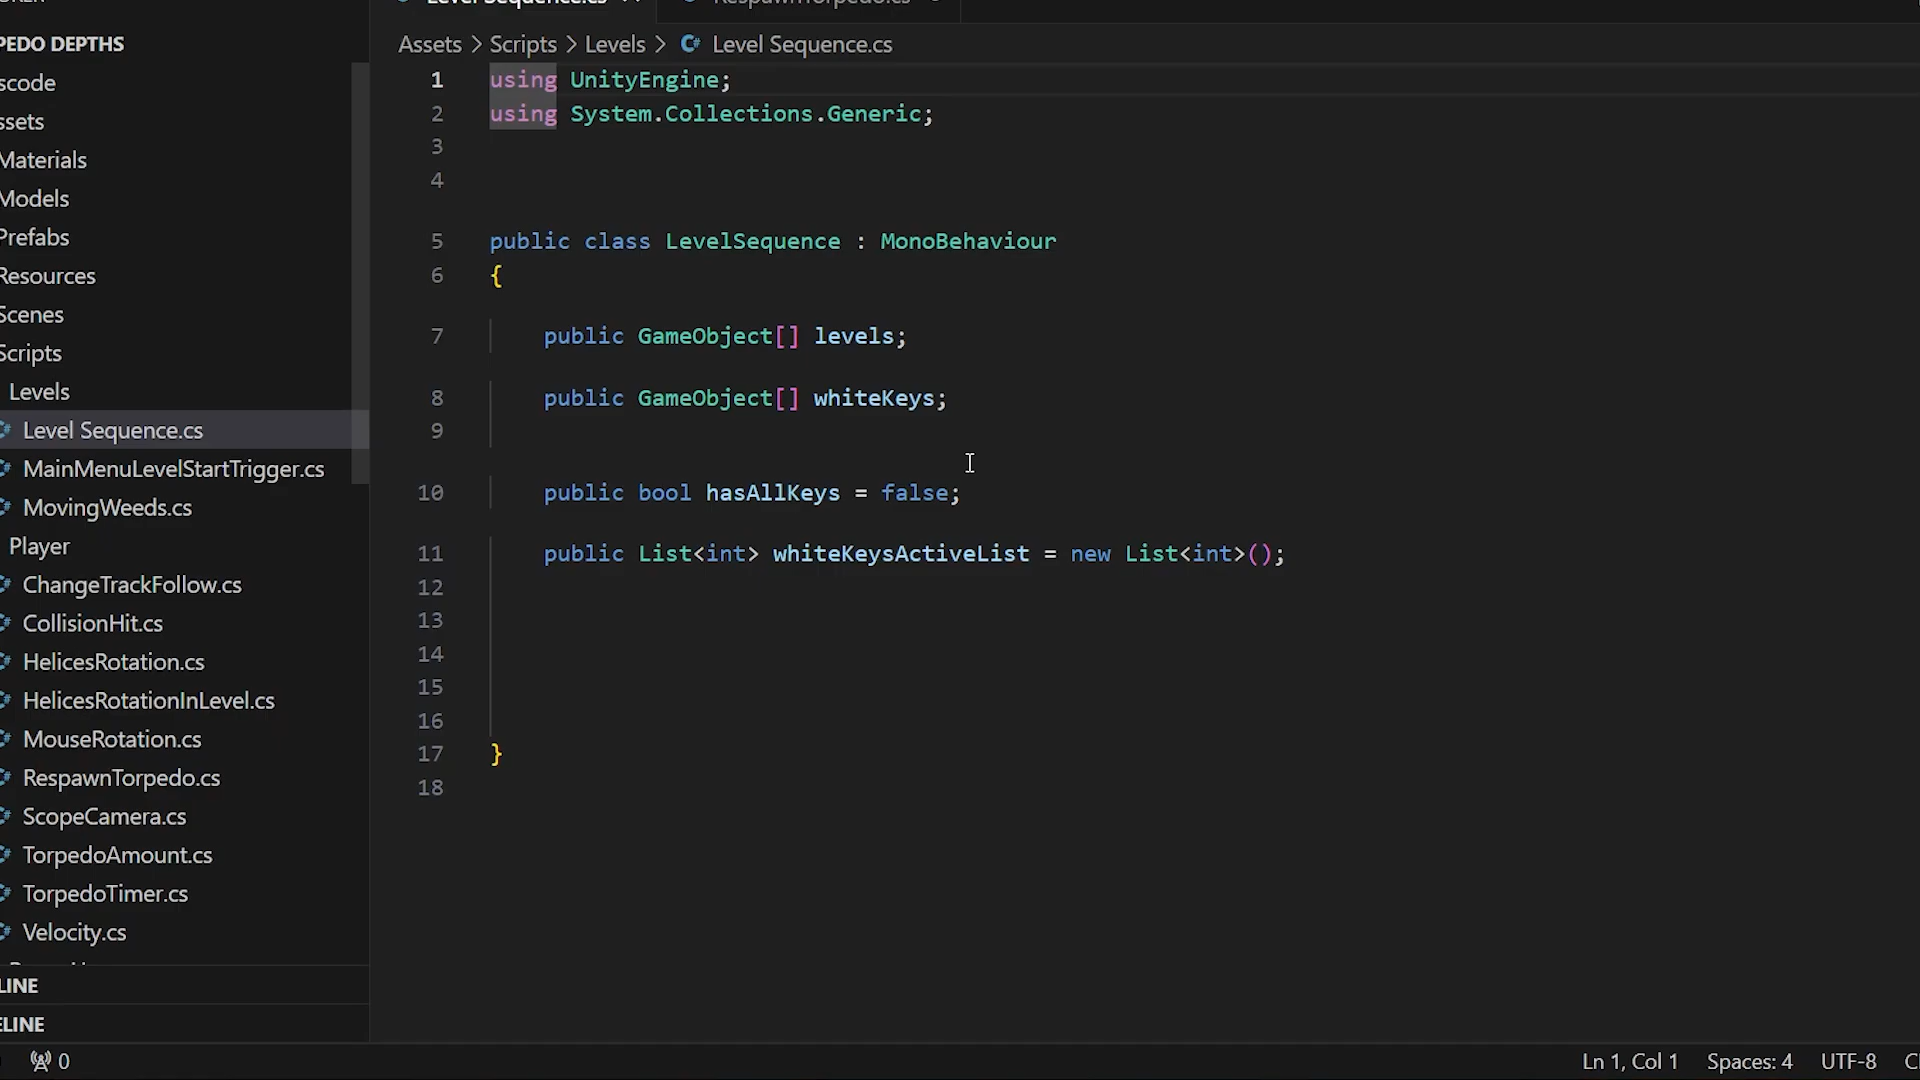 Level Sequence.cs
RespawnTorpedo.cs
PEDO DEPTHS
scode
ssets
Materials
Models
Prefabs
Resources
Scenes
Scripts
Levels
Level Sequence.cs
MainMenuLevelStartTrigger.cs
MovingWeeds.cs
Player
ChangeTrackFollow.cs
CollisionHit.cs
HelicesRotation.cs
HelicesRotationInLevel.cs
MouseRotation.cs
RespawnTorpedo.cs
ScopeCamera.cs
TorpedoAmount.cs
TorpedoTimer.cs
Velocity.cs
LINE
ELINE
Assets > Scripts > Levels > Level Sequence.cs
1 using UnityEngine;
2 using System.Collections.Generic;
3
4
5 public class LevelSequence : MonoBehaviour
6 {
7 public GameObject[] levels;
8 public GameObject[] whiteKeys;
9
10 public bool hasAllKeys = false;
11 public List<int> whiteKeysActiveList = new List<int>();
12
13
14
15
16
17 }
18
0 Ln 1, Col 1 Spaces: 4 UTF-8